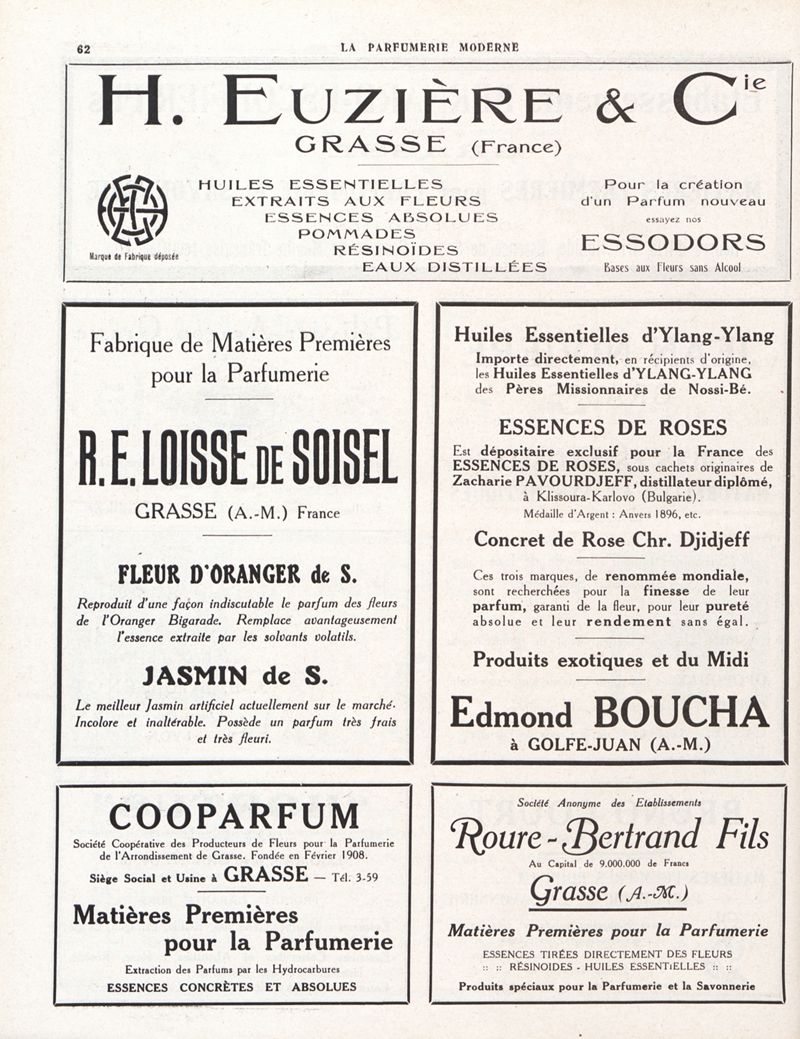 62
LA PARFUMERIE MODERNE
H. EUZIÈRE & Cie
GRASSE (France)
HUILES ESSENTIELLES
EXTRAITS AUX FLEURS
ESSENCES ABSOLUES
POMMADES
RÉSINOÏDES
EAUX DISTILLÉES
Marque de Fabrique déposée
Pour la création
d'un Parfum nouveau
essayez nos
ESSODORS
Bases aux Fleurs sans Alcool
Fabrique de Matières Premières
pour la Parfumerie
R. E. LOISSE DE SOISEL
GRASSE (A.-M.) France
FLEUR D'ORANGER de S.
Reproduit d'une façon indiscutable le parfum des fleurs
de l'Oranger Bigarade. Remplace avantageusement
l'essence extraite par les solvants volatils.
JASMIN de S.
Le meilleur Jasmin artificiel actuellement sur le marché.
Incolore et inaltérable. Possède un parfum très frais
et très fleuri.
Huiles Essentielles d'Ylang-Ylang
Importe directement, en récipients d'origine,
les Huiles Essentielles d'YLANG-YLANG
des Pères Missionnaires de Nossi-Bé.
ESSENCES DE ROSES
Est dépositaire exclusif pour la France des
ESSENCES DE ROSES, sous cachets originaires de
Zacharie PAVOURDJEFF, distillateur diplômé,
à Klissoura-Karlovo (Bulgarie).
Médaille d'Argent : Anvers 1896, etc.
Concret de Rose Chr. Djidjeff
Ces trois marques, de renommée mondiale,
sont recherchées pour la finesse de leur
parfum, garanti de la fleur, pour leur pureté
absolue et leur rendement sans égal.
Produits exotiques et du Midi
Edmond BOUCHA
à GOLFE-JUAN (A.-M.)
COOPARFUM
Société Coopérative des Producteurs de Fleurs pour la Parfumerie
de l'Arrondissement de Grasse. Fondée en Février 1908.
Siège Social et Usine à GRASSE — Tél. 3-59
Matières Premières
pour la Parfumerie
Extraction des Parfums par les Hydrocarbures
ESSENCES CONCRÈTES ET ABSOLUES
Société Anonyme des Etablissements
Roure-Bertrand Fils
Au Capital de 9.000.000 de Francs
Grasse (A.-M.)
Matières Premières pour la Parfumerie
ESSENCES TIRÉES DIRECTEMENT DES FLEURS
:: :: RÉSINOIDES - HUILES ESSENTIELLES :: ::
Produits spéciaux pour la Parfumerie et la Savonnerie